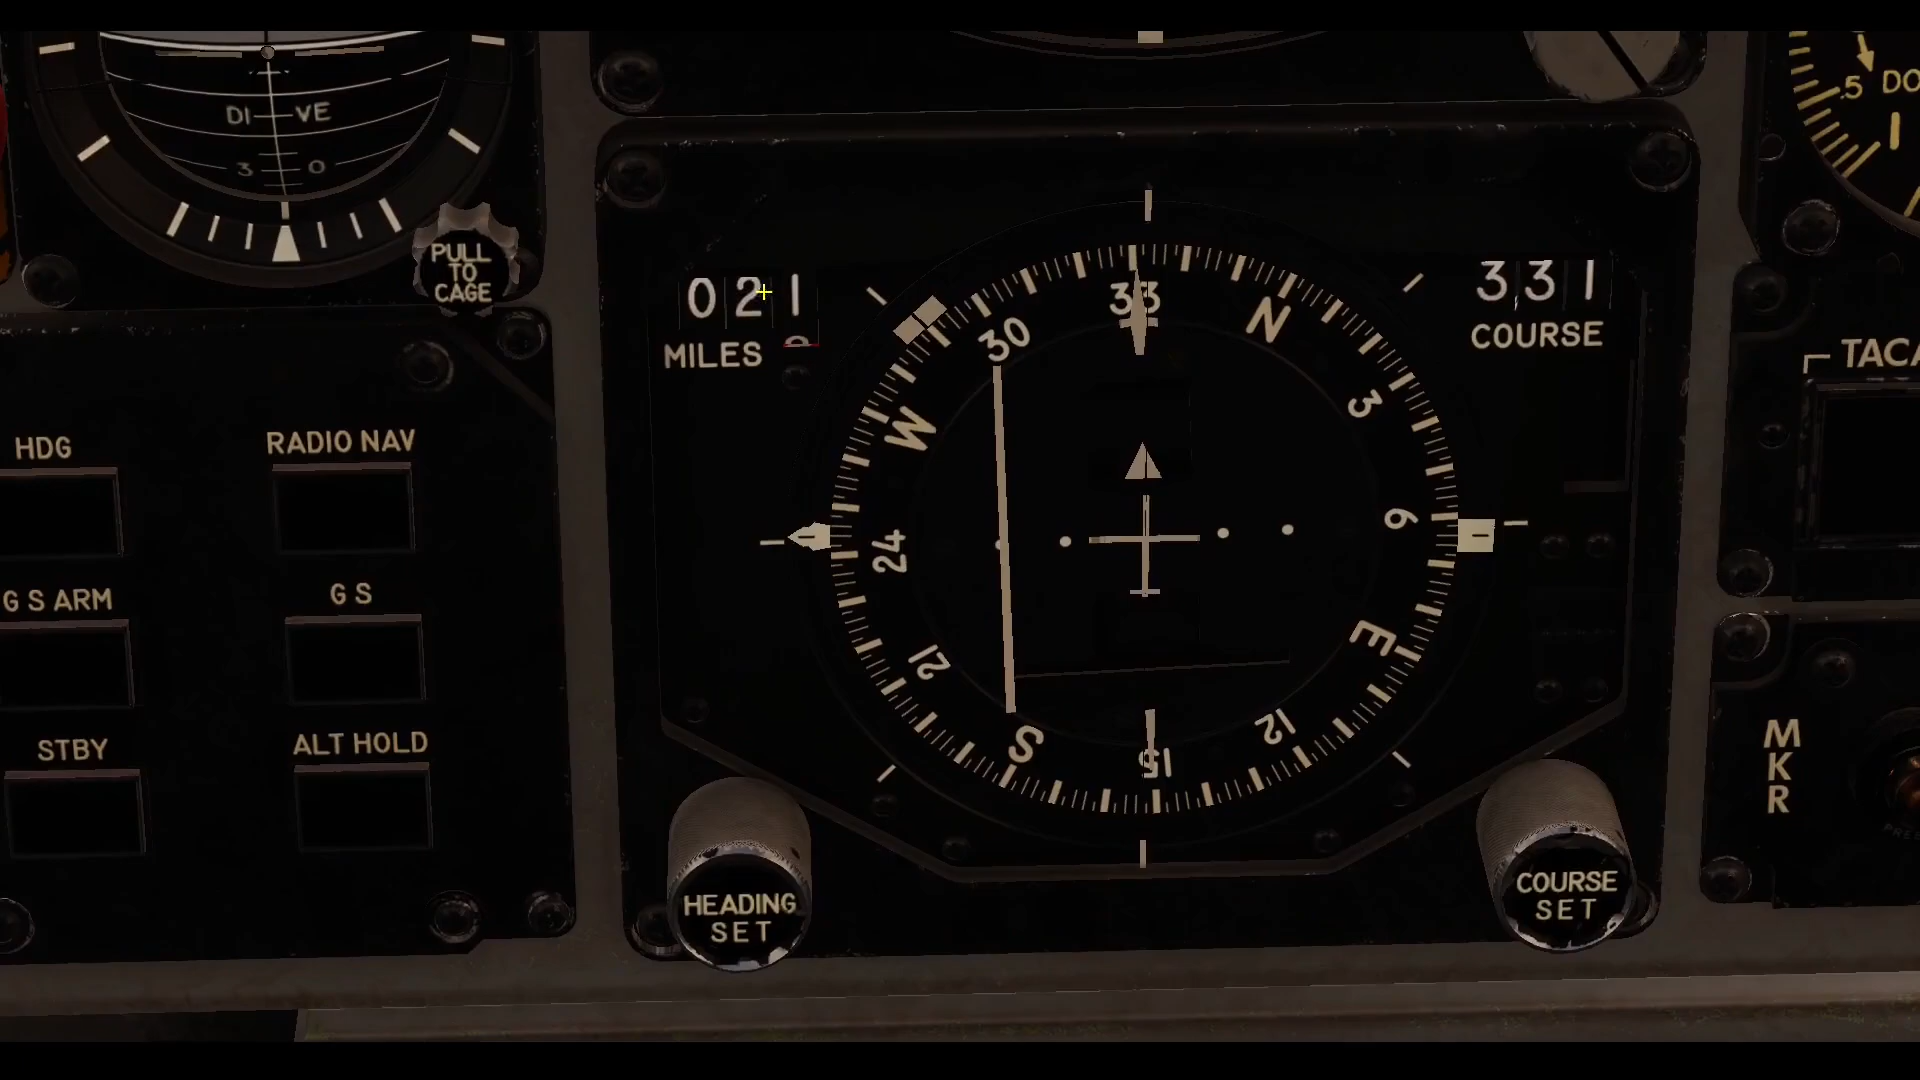 DI VE
3 0
PULL
TO
CAGE
.5 DO
021
MILES
331
COURSE
33
N
3
6
E
12
15
S
21
24
W
30
TACA
HDG
RADIO NAV
G S ARM
G S
STBY
ALT HOLD
M
K
R
HEADING
SET
COURSE
SET